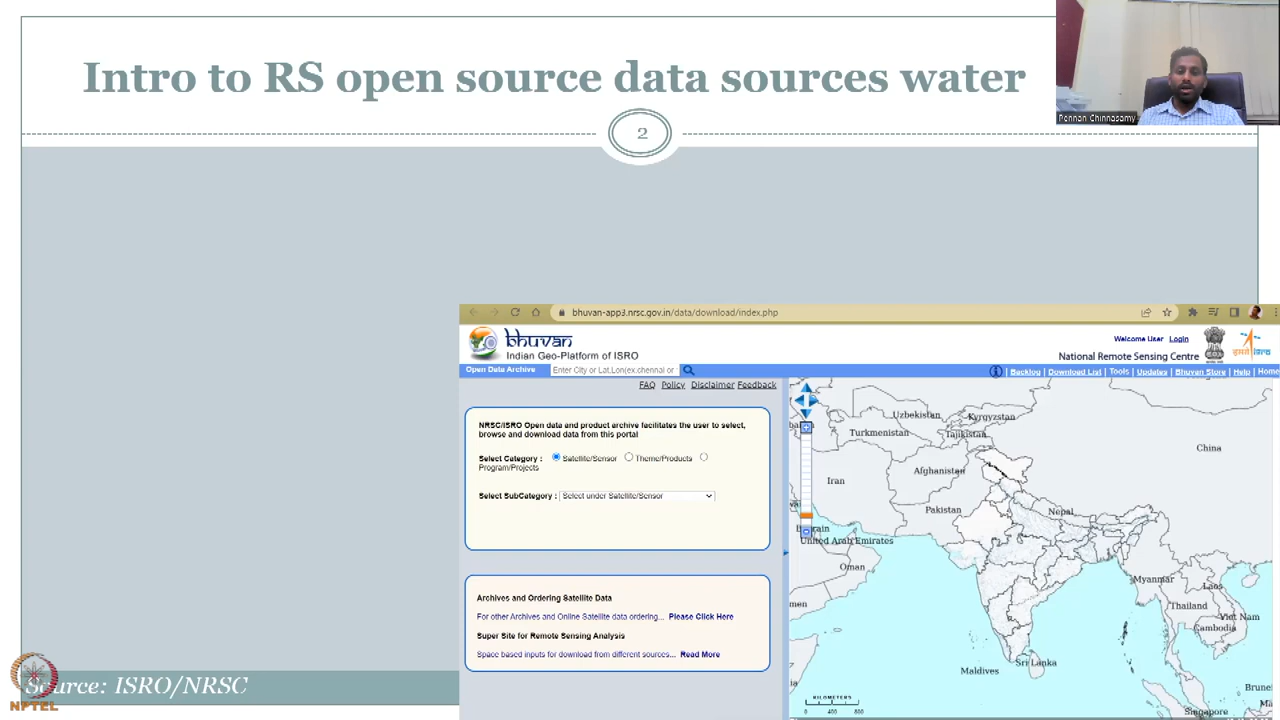 Intro to RS open source data sources water
Pennan Chinnasamy
2
bhuvan-app3.nrsc.gov.in/data/download/index.php
bhuvan
Indian Geo-Platform of ISRO
Welcome User Login
National Remote Sensing Centre
isro
Open Data Archive
Enter City or Lat,Lon(ex.chennai or
Backlog | Download List | Tools | Updates | Bhuvan Store | Help | Home
FAQ Policy Disclaimer Feedback
NRSC/ISRO Open data and product archive facilitates the user to select,
browse and download data from this portal
Select Category : Satellite/Sensor Theme/Products
Program/Projects
Select SubCategory : Select under Satellite/Sensor
Archives and Ordering Satellite Data
For other Archives and Online Satellite data ordering... Please Click Here
Super Site for Remote Sensing Analysis
Space based inputs for download from different sources... Read More
Uzbekistan
Kyrgyzstan
Turkmenistan
Tajikistan
China
Afghanistan
Iran
Pakistan
Nepal
United Arab Emirates
Oman
Myanmar
Laos
Thailand
Viet Nam
Cambodia
Sri Lanka
Maldives
Singapore
KILOMETERS
0 400 800
Source: ISRO/NRSC
NPTEL